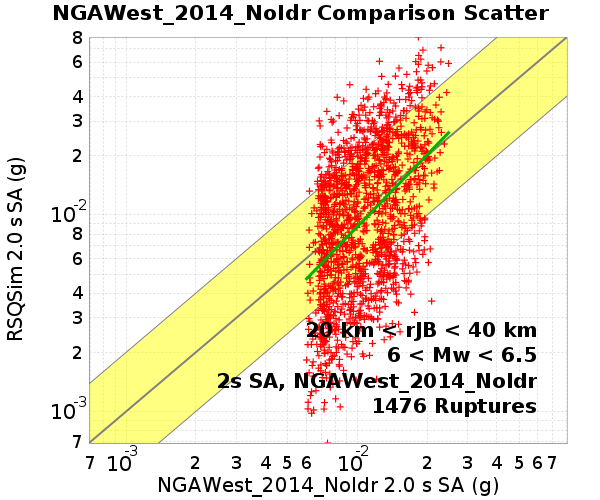 NGAWest_2014_NoIdr Comparison Scatter
8
6
4
3
2
10⁻²
8
6
4
3
2
10⁻³
7
RSQSim 2.0 s SA (g)
20 km < rJB < 40 km
6 < Mw < 6.5
2s SA, NGAWest_2014_NoIdr
1476 Ruptures
7 10⁻³ 2 3 4 5 6 10⁻² 2 3 4 5 6 7
NGAWest_2014_NoIdr 2.0 s SA (g)